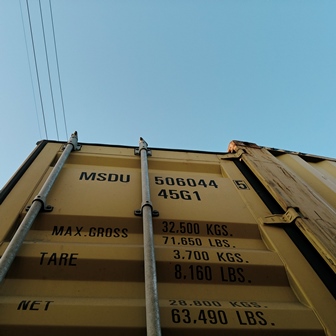 MSDU 506044 5
45G1
MAX.GROSS 32.500 KGS.
71.650 LBS.
TARE 3.700 KGS.
8.160 LBS.
NET 28.800 KGS.
63.490 LBS.